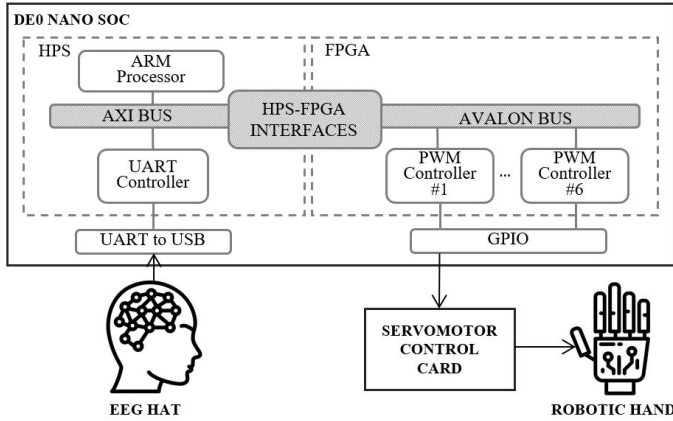 DE0 NANO SOC
HPS
FPGA
ARM
Processor
AXI BUS
HPS-FPGA
INTERFACES
AVALON BUS
UART
Controller
PWM
Controller
#1
...
PWM
Controller
#6
UART to USB
GPIO
SERVOMOTOR
CONTROL
CARD
EEG HAT
ROBOTIC HAND